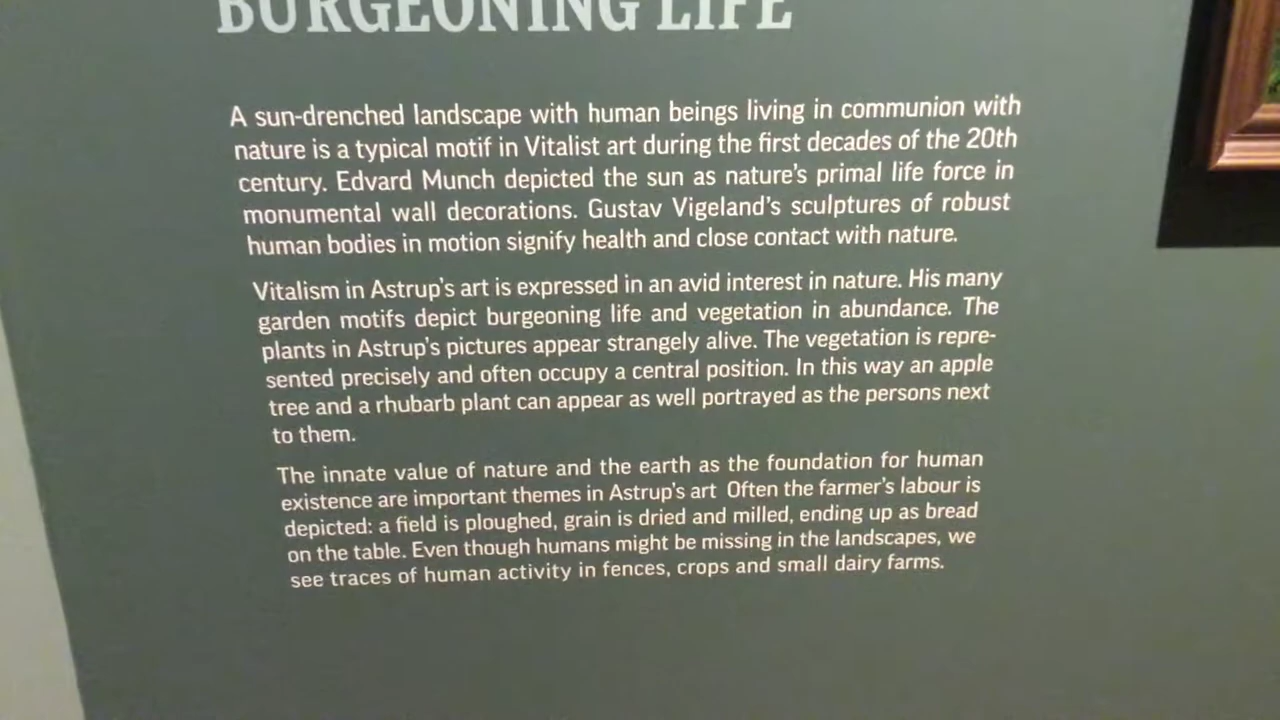 BURGEONING LIFE
A sun-drenched landscape with human beings living in communion with
nature is a typical motif in Vitalist art during the first decades of the 20th
century. Edvard Munch depicted the sun as nature's primal life force in
monumental wall decorations. Gustav Vigeland's sculptures of robust
human bodies in motion signify health and close contact with nature.
Vitalism in Astrup's art is expressed in an avid interest in nature. His many
garden motifs depict burgeoning life and vegetation in abundance. The
plants in Astrup's pictures appear strangely alive. The vegetation is repre-
sented precisely and often occupy a central position. In this way an apple
tree and a rhubarb plant can appear as well portrayed as the persons next
to them.
The innate value of nature and the earth as the foundation for human
existence are important themes in Astrup's art Often the farmer's labour is
depicted: a field is ploughed, grain is dried and milled, ending up as bread
on the table. Even though humans might be missing in the landscapes, we
see traces of human activity in fences, crops and small dairy farms.